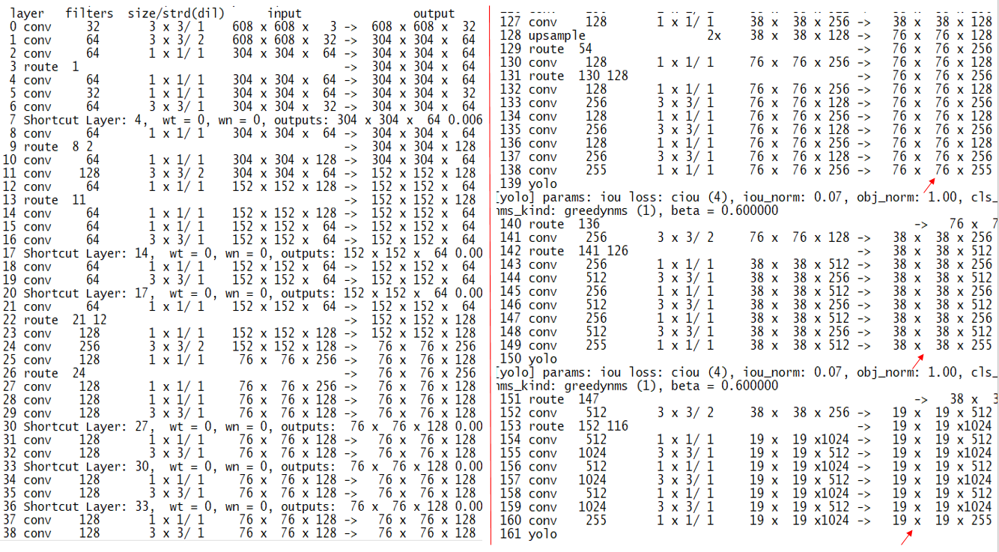 layer   filters  size/strd(dil)      input                output
0 conv     32       3 x 3/ 1    608 x 608 x   3 ->  608 x 608 x  32
1 conv     64       3 x 3/ 2    608 x 608 x  32 ->  304 x 304 x  64
2 conv     64       1 x 1/ 1    304 x 304 x  64 ->  304 x 304 x  64
3 route  1                                      ->  304 x 304 x  64
4 conv     64       1 x 1/ 1    304 x 304 x  64 ->  304 x 304 x  64
5 conv     32       1 x 1/ 1    304 x 304 x  64 ->  304 x 304 x  32
6 conv     64       3 x 3/ 1    304 x 304 x  32 ->  304 x 304 x  64
7 Shortcut Layer: 4,  wt = 0, wn = 0, outputs: 304 x 304 x  64 0.006
8 conv     64       1 x 1/ 1    304 x 304 x  64 ->  304 x 304 x  64
9 route  8 2                                    ->  304 x 304 x 128
10 conv     64       1 x 1/ 1    304 x 304 x 128 ->  304 x 304 x  64
11 conv    128       3 x 3/ 2    304 x 304 x  64 ->  152 x 152 x 128
12 conv     64       1 x 1/ 1    152 x 152 x 128 ->  152 x 152 x  64
13 route  11                                     ->  152 x 152 x 128
14 conv     64       1 x 1/ 1    152 x 152 x 128 ->  152 x 152 x  64
15 conv     64       1 x 1/ 1    152 x 152 x  64 ->  152 x 152 x  64
16 conv     64       3 x 3/ 1    152 x 152 x  64 ->  152 x 152 x  64
17 Shortcut Layer: 14,  wt = 0, wn = 0, outputs: 152 x 152 x  64 0.00
18 conv     64       1 x 1/ 1    152 x 152 x  64 ->  152 x 152 x  64
19 conv     64       3 x 3/ 1    152 x 152 x  64 ->  152 x 152 x  64
20 Shortcut Layer: 17,  wt = 0, wn = 0, outputs: 152 x 152 x  64 0.00
21 conv     64       1 x 1/ 1    152 x 152 x  64 ->  152 x 152 x  64
22 route  21 12                                  ->  152 x 152 x 128
23 conv    128       1 x 1/ 1    152 x 152 x 128 ->  152 x 152 x 128
24 conv    256       3 x 3/ 2    152 x 152 x 128 ->   76 x  76 x 256
25 conv    128       1 x 1/ 1     76 x  76 x 256 ->   76 x  76 x 128
26 route  24                                     ->   76 x  76 x 256
27 conv    128       1 x 1/ 1     76 x  76 x 256 ->   76 x  76 x 128
28 conv    128       1 x 1/ 1     76 x  76 x 128 ->   76 x  76 x 128
29 conv    128       3 x 3/ 1     76 x  76 x 128 ->   76 x  76 x 128
30 Shortcut Layer: 27,  wt = 0, wn = 0, outputs:  76 x  76 x 128 0.00
31 conv    128       1 x 1/ 1     76 x  76 x 128 ->   76 x  76 x 128
32 conv    128       3 x 3/ 1     76 x  76 x 128 ->   76 x  76 x 128
33 Shortcut Layer: 30,  wt = 0, wn = 0, outputs:  76 x  76 x 128 0.00
34 conv    128       1 x 1/ 1     76 x  76 x 128 ->   76 x  76 x 128
35 conv    128       3 x 3/ 1     76 x  76 x 128 ->   76 x  76 x 128
36 Shortcut Layer: 33,  wt = 0, wn = 0, outputs:  76 x  76 x 128 0.00
37 conv    128       1 x 1/ 1     76 x  76 x 128 ->   76 x  76 x 128
38 conv    128       3 x 3/ 1     76 x  76 x 128 ->   76 x  76 x 128
127 conv    128       1 x 1/ 1     38 x  38 x 256 ->   38 x  38 x 128
128 upsample                 2x    38 x  38 x 128 ->   76 x  76 x 128
129 route  54                                     ->   76 x  76 x 256
130 conv    128       1 x 1/ 1     76 x  76 x 256 ->   76 x  76 x 128
131 route  130 128                                ->   76 x  76 x 256
132 conv    128       1 x 1/ 1     76 x  76 x 256 ->   76 x  76 x 128
133 conv    256       3 x 3/ 1     76 x  76 x 128 ->   76 x  76 x 256
134 conv    128       1 x 1/ 1     76 x  76 x 256 ->   76 x  76 x 128
135 conv    256       3 x 3/ 1     76 x  76 x 128 ->   76 x  76 x 256
136 conv    128       1 x 1/ 1     76 x  76 x 256 ->   76 x  76 x 128
137 conv    256       3 x 3/ 1     76 x  76 x 128 ->   76 x  76 x 256
138 conv    255       1 x 1/ 1     76 x  76 x 256 ->   76 x  76 x 255
139 yolo
[yolo] params: iou loss: ciou (4), iou_norm: 0.07, obj_norm: 1.00, cls_
nms_kind: greedynms (1), beta = 0.600000
140 route  136                                    ->   76 x  7
141 conv    256       3 x 3/ 2     76 x  76 x 128 ->   38 x  38 x 256
142 route  141 126                                ->   38 x  38 x 512
143 conv    256       1 x 1/ 1     38 x  38 x 512 ->   38 x  38 x 256
144 conv    512       3 x 3/ 1     38 x  38 x 256 ->   38 x  38 x 512
145 conv    256       1 x 1/ 1     38 x  38 x 512 ->   38 x  38 x 256
146 conv    512       3 x 3/ 1     38 x  38 x 256 ->   38 x  38 x 512
147 conv    256       1 x 1/ 1     38 x  38 x 512 ->   38 x  38 x 256
148 conv    512       3 x 3/ 1     38 x  38 x 256 ->   38 x  38 x 512
149 conv    255       1 x 1/ 1     38 x  38 x 512 ->   38 x  38 x 255
150 yolo
[yolo] params: iou loss: ciou (4), iou_norm: 0.07, obj_norm: 1.00, cls_
nms_kind: greedynms (1), beta = 0.600000
151 route  147                                    ->   38 x  3
152 conv    512       3 x 3/ 2     38 x  38 x 256 ->   19 x  19 x 512
153 route  152 116                                ->   19 x  19 x1024
154 conv    512       1 x 1/ 1     19 x  19 x1024 ->   19 x  19 x 512
155 conv   1024       3 x 3/ 1     19 x  19 x 512 ->   19 x  19 x1024
156 conv    512       1 x 1/ 1     19 x  19 x1024 ->   19 x  19 x 512
157 conv   1024       3 x 3/ 1     19 x  19 x 512 ->   19 x  19 x1024
158 conv    512       1 x 1/ 1     19 x  19 x1024 ->   19 x  19 x 512
159 conv   1024       3 x 3/ 1     19 x  19 x 512 ->   19 x  19 x1024
160 conv    255       1 x 1/ 1     19 x  19 x1024 ->   19 x  19 x 255
161 yolo